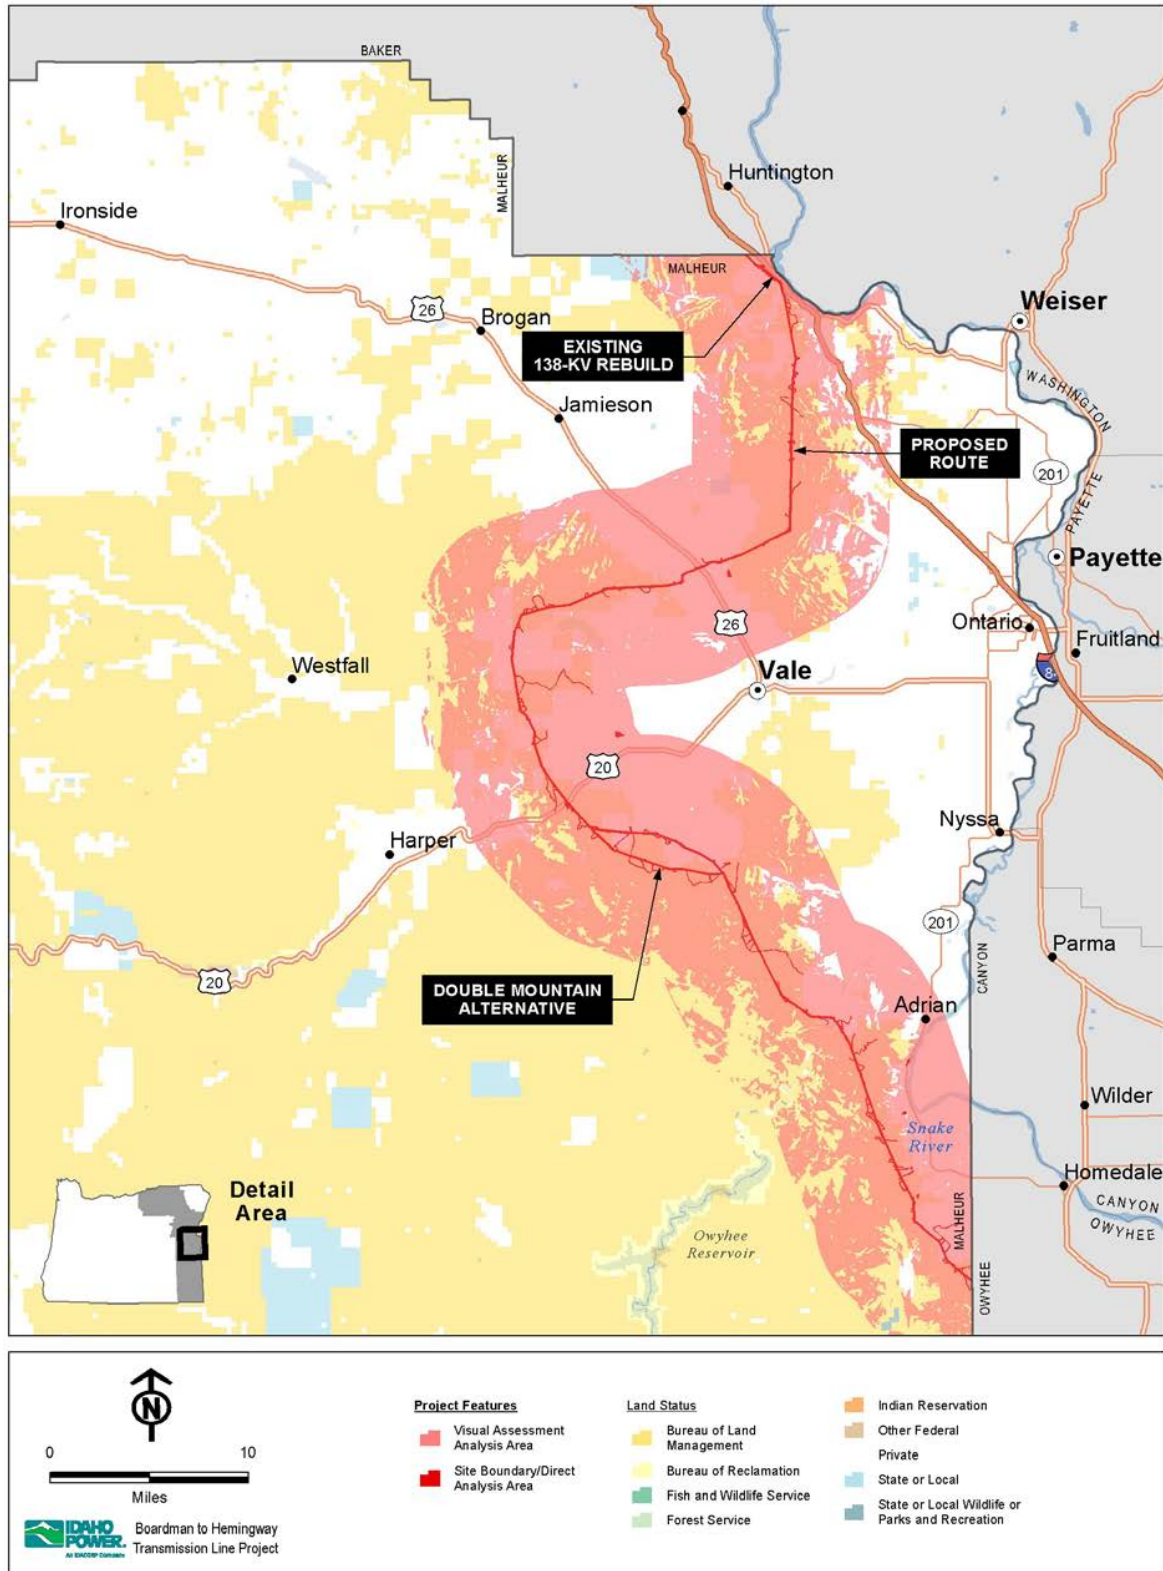 BAKER
MALHEUR
Huntington
Ironside
MALHEUR
26
Brogan
Weiser
EXISTING
138-KV REBUILD
WASHINGTON
Jamieson
PROPOSED
ROUTE
201
PAYETTE
Payette
Ontario
26
Fruitland
Westfall
Vale
8
20
Nyssa
Harper
201
Parma
CANYON
20
DOUBLE MOUNTAIN
ALTERNATIVE
Adrian
Wilder
Snake
River
Homedale
Detail
Area
CANYON
OWYHEE
MALHEUR
Owyhee
Reservoir
OWYHEE
N
0 10
Miles
IDAHO
POWER.
An IDACORP Company
Boardman to Hemingway
Transmission Line Project
Project Features
Visual Assessment
Analysis Area
Site Boundary/Direct
Analysis Area
Land Status
Bureau of Land
Management
Bureau of Reclamation
Fish and Wildlife Service
Forest Service
Indian Reservation
Other Federal
Private
State or Local
State or Local Wildlife or
Parks and Recreation